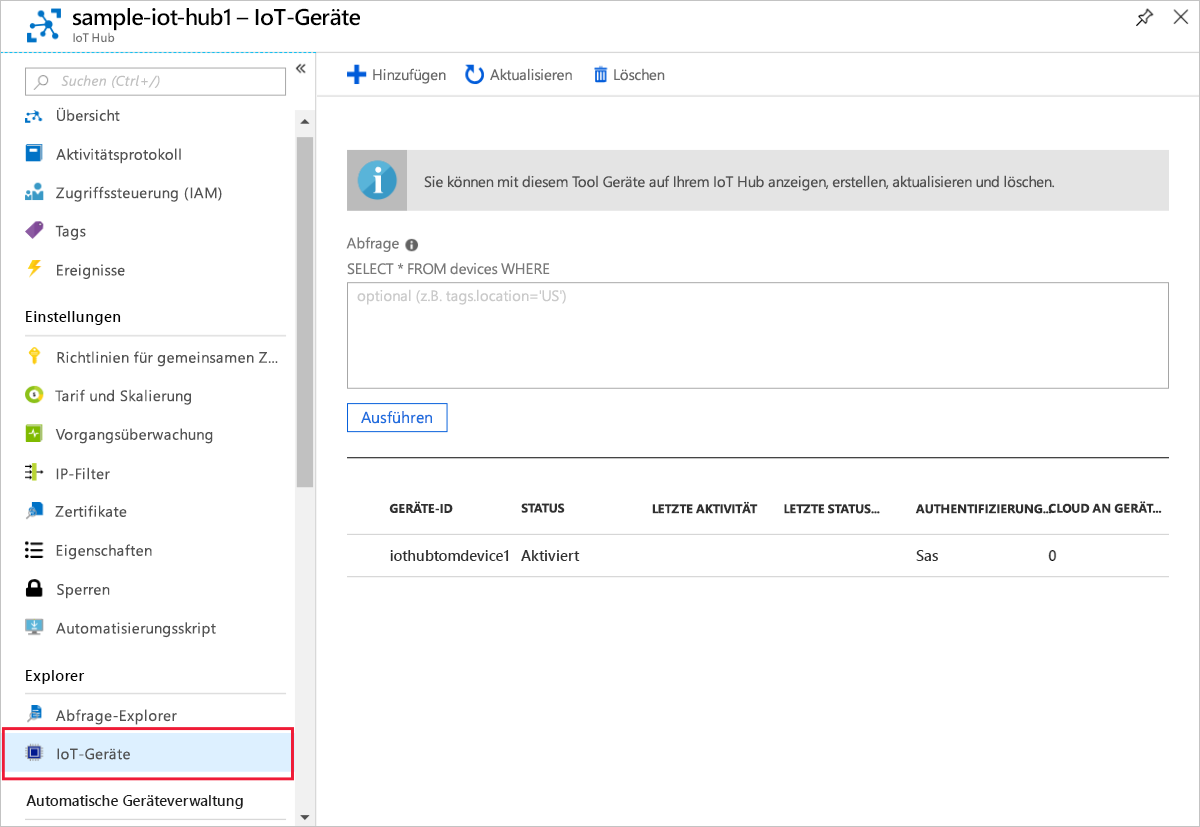 sample-iot-hub1 – IoT-Geräte
IoT Hub
Suchen (Ctrl+/)
Übersicht
Aktivitätsprotokoll
Zugriffssteuerung (IAM)
Tags
Ereignisse
Einstellungen
Richtlinien für gemeinsamen Z...
Tarif und Skalierung
Vorgangsüberwachung
IP-Filter
Zertifikate
Eigenschaften
Sperren
Automatisierungsskript
Explorer
Abfrage-Explorer
IoT-Geräte
Automatische Geräteverwaltung
Hinzufügen Aktualisieren Löschen
Sie können mit diesem Tool Geräte auf Ihrem IoT Hub anzeigen, erstellen, aktualisieren und löschen.
Abfrage
SELECT * FROM devices WHERE
optional (z.B. tags.location='US')
Ausführen
GERÄTE-ID STATUS LETZTE AKTIVITÄT LETZTE STATUS... AUTHENTIFIZIERUNG... CLOUD AN GERÄT...
iothubtomdevice1 Aktiviert Sas 0